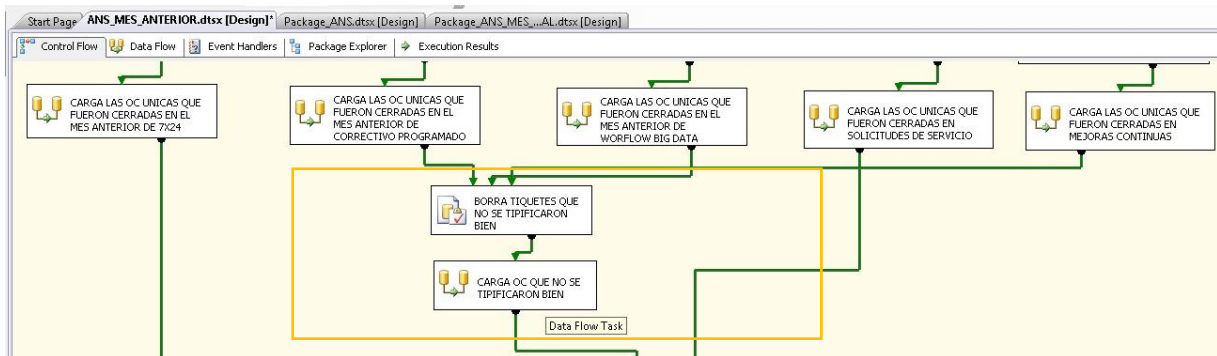 Start Page ANS_MES_ANTERIOR.dtsx [Design]* Package_ANS.dtsx [Design] Package_ANS_MES_...AL.dtsx [Design]
Control Flow Data Flow Event Handlers Package Explorer Execution Results
CARGA LAS OC UNICAS QUE
FUERON CERRADAS EN EL
MES ANTERIOR DE 7X24
CARGA LAS OC UNICAS QUE
FUERON CERRADAS EN EL
MES ANTERIOR DE
CORRECTIVO PROGRAMADO
CARGA LAS OC UNICAS QUE
FUERON CERRADAS EN EL
MES ANTERIOR DE
WORFLOW BIG DATA
CARGA LAS OC UNICAS QUE
FUERON CERRADAS EN
SOLICITUDES DE SERVICIO
CARGA LAS OC UNICAS QUE
FUERON CERRADAS EN
MEJORAS CONTINUAS
BORRA TIQUETES QUE
NO SE TIPIFICARON
BIEN
CARGA OC QUE NO SE
TIPIFICARON BIEN
Data Flow Task